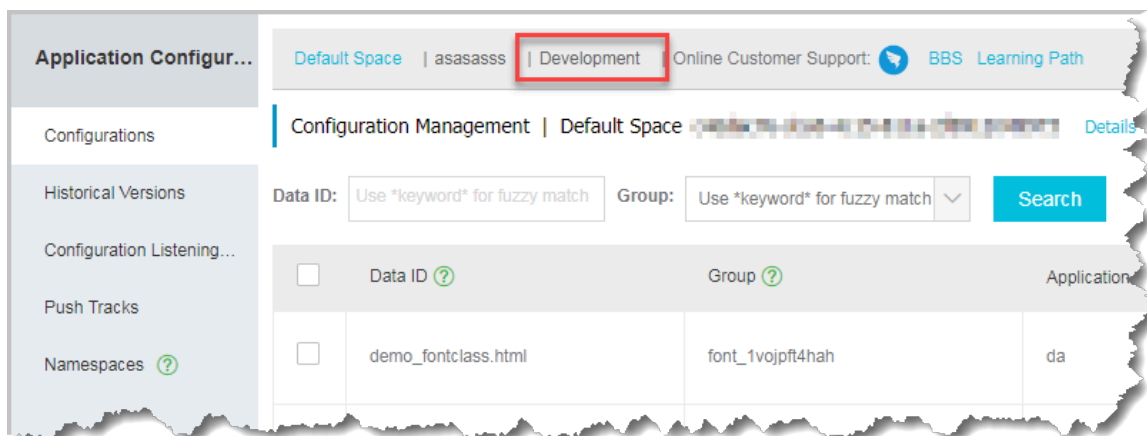 Application Configur...
Default Space | asasasss | Development | Online Customer Support: BBS Learning Path
Configurations
Configuration Management | Default Space Details
Historical Versions
Data ID: Use *keyword* for fuzzy match Group: Use *keyword* for fuzzy match Search
Configuration Listening...
Data ID ? Group ? Application
Push Tracks
Namespaces ?
demo_fontclass.html font_1vojpft4hah da